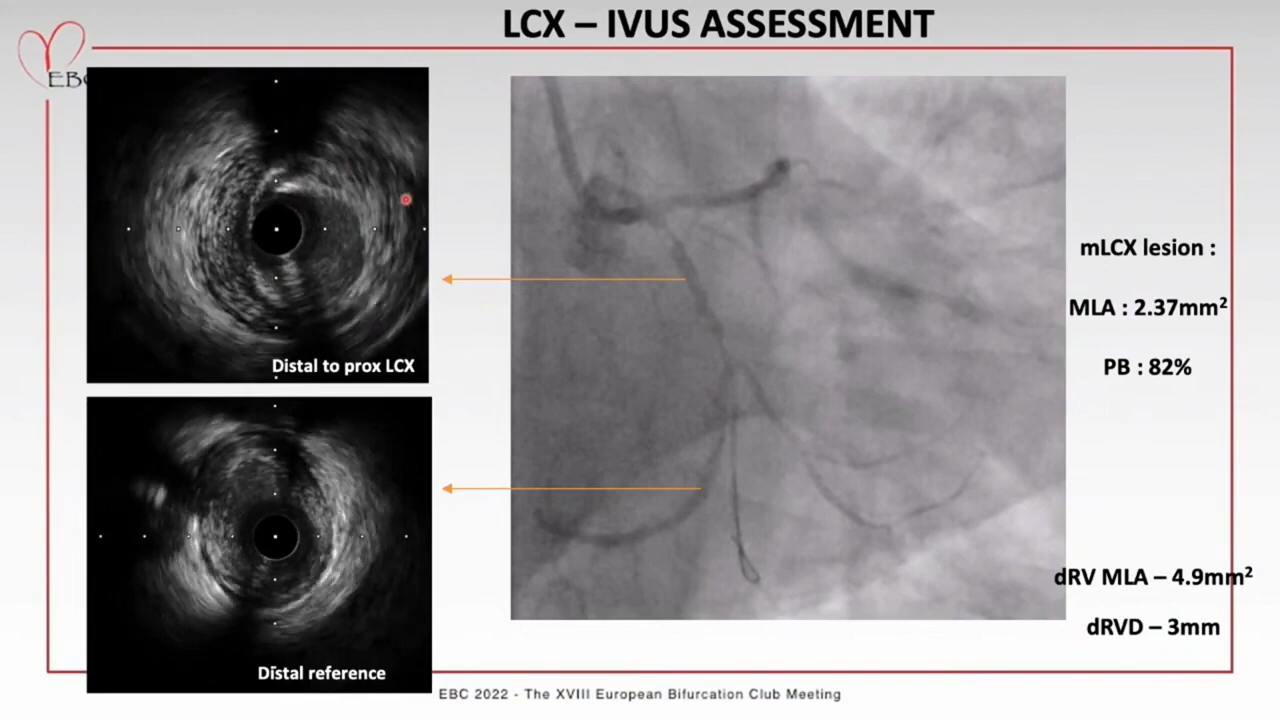 LCX – IVUS ASSESSMENT
EBC
Distal to prox LCX
Distal reference
mLCX lesion :
MLA : 2.37mm²
PB : 82%
dRV MLA – 4.9mm²
dRVD – 3mm
EBC 2022 - The XVIII European Bifurcation Club Meeting